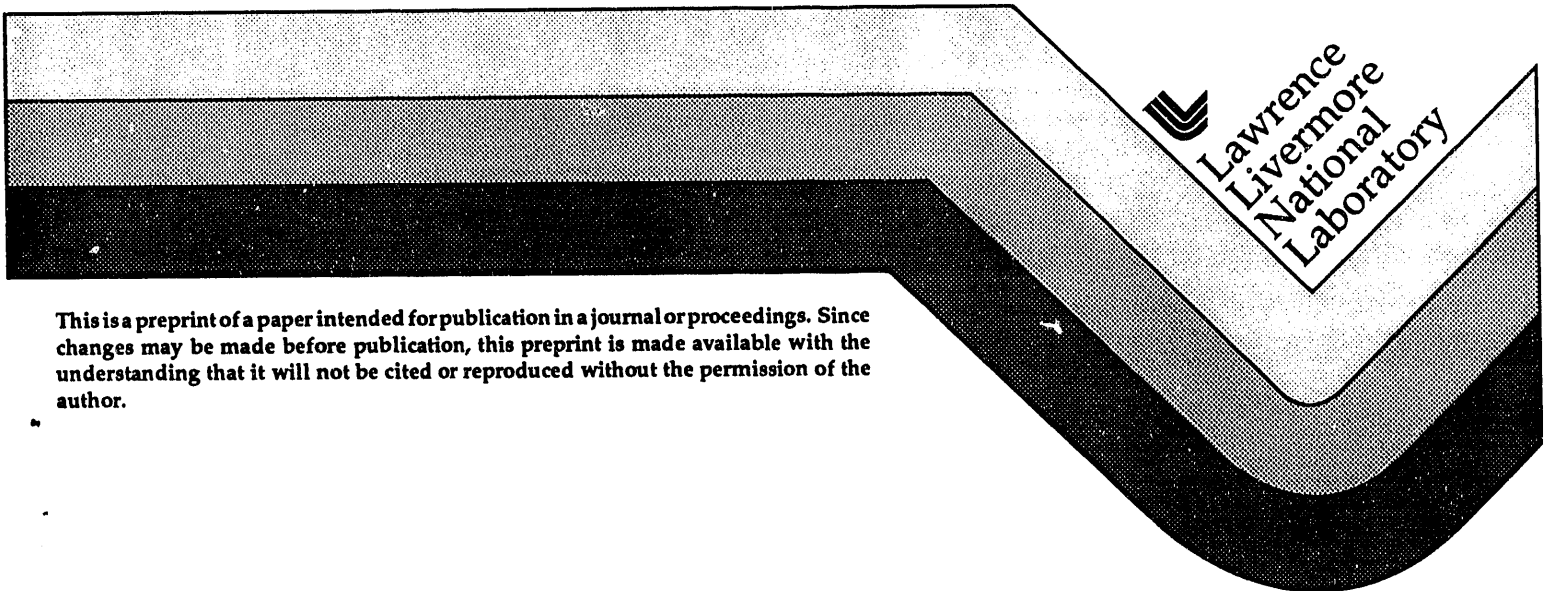 Lawrence
Livermore
National
Laboratory
This is a preprint of a paper intended for publication in a journal or proceedings. Since
changes may be made before publication, this preprint is made available with the
understanding that it will not be cited or reproduced without the permission of the
author.